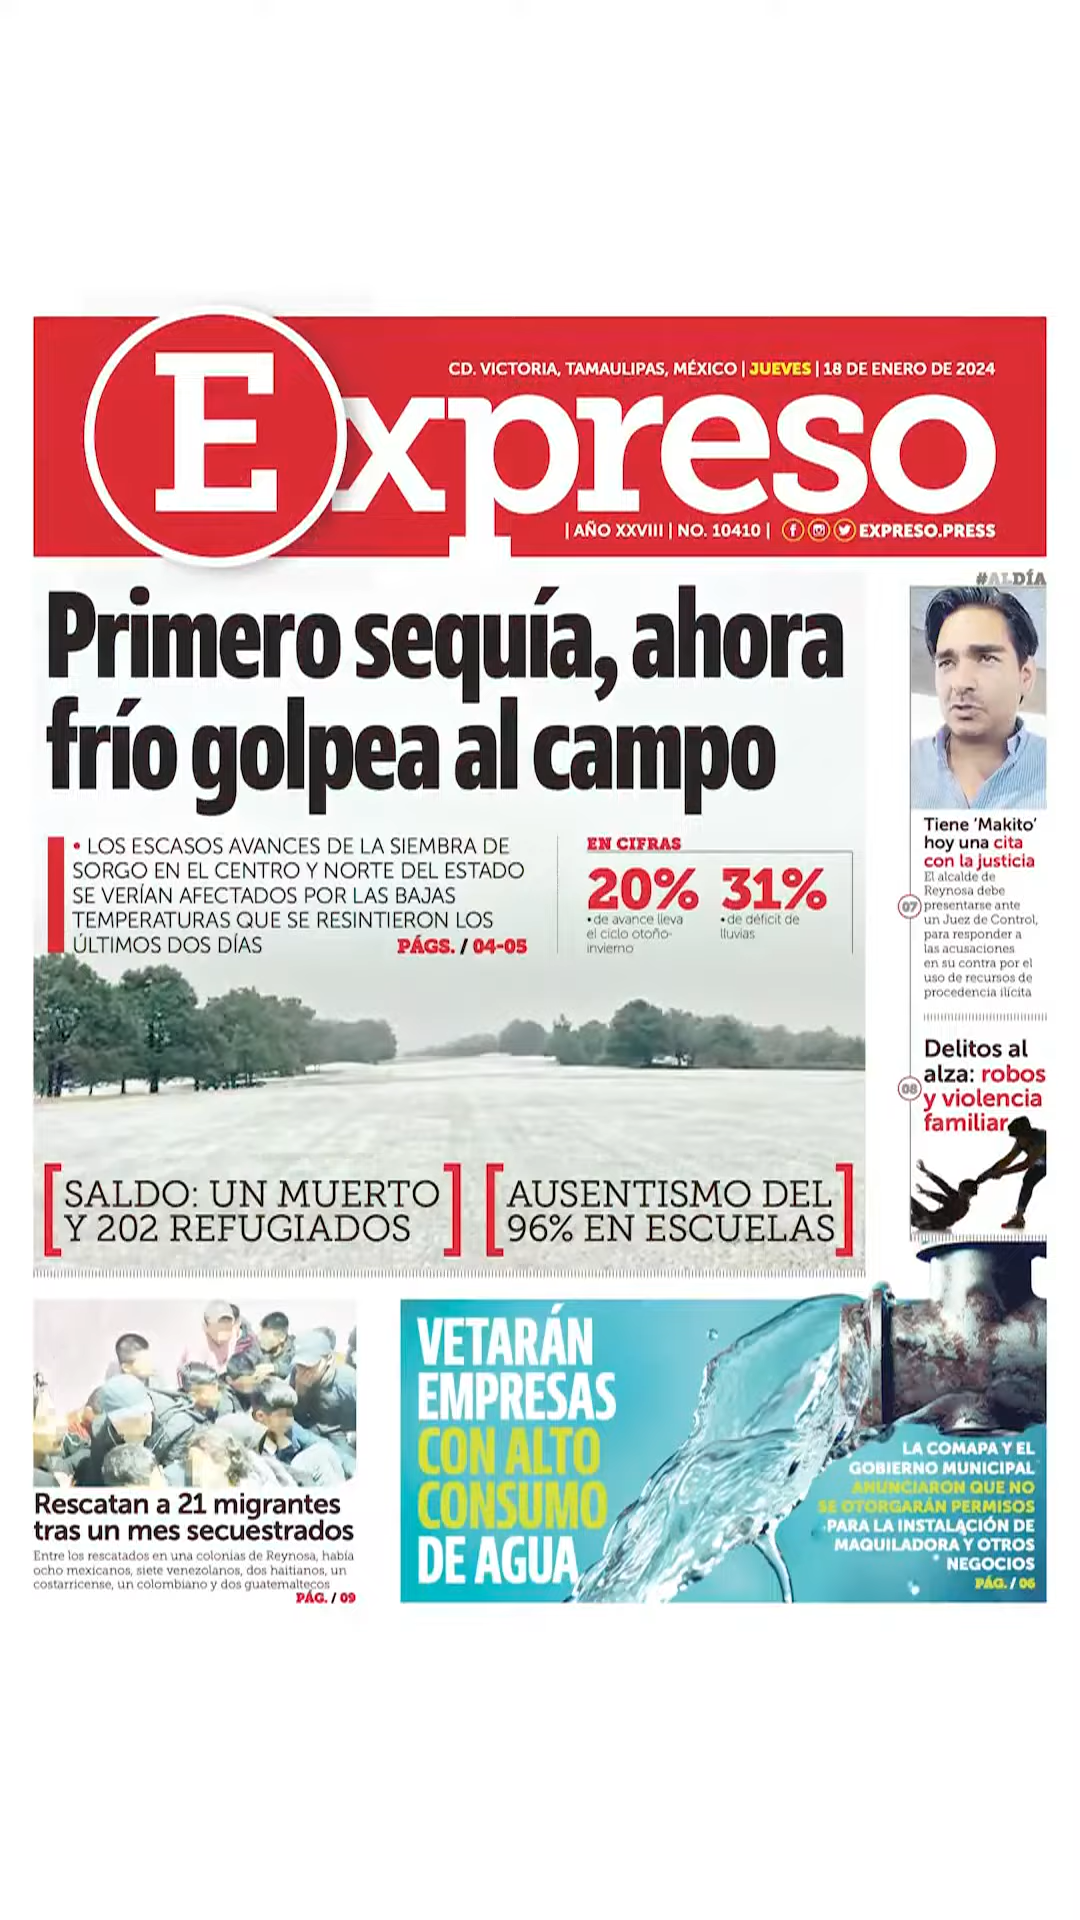 CD. VICTORIA, TAMAULIPAS, MÉXICO | JUEVES | 18 DE ENERO DE 2024
Expreso
| AÑO XXVIII | NO. 10410 | EXPRESO.PRESS
Primero sequía, ahora
frío golpea al campo
• LOS ESCASOS AVANCES DE LA SIEMBRA DE
SORGO EN EL CENTRO Y NORTE DEL ESTADO
SE VERÍAN AFECTADOS POR LAS BAJAS
TEMPERATURAS QUE SE RESINTIERON LOS
ÚLTIMOS DOS DÍAS PÁGS. / 04-05
EN CIFRAS
20%
• de avance lleva
el ciclo otoño-
invierno
31%
• de déficit de
lluvias
[SALDO: UN MUERTO
Y 202 REFUGIADOS]
[AUSENTISMO DEL
96% EN ESCUELAS]
#ALDÍA
Tiene ‘Makito’
hoy una cita
con la justicia
07
El alcalde de
Reynosa debe
presentarse ante
un Juez de Control,
para responder a
las acusaciones
en su contra por el
uso de recursos de
procedencia ilícita
08
Delitos al
alza: robos
y violencia
familiar
Rescatan a 21 migrantes
tras un mes secuestrados
Entre los rescatados en una colonias de Reynosa, había
ocho mexicanos, siete venezolanos, dos haitianos, un
costarricense, un colombiano y dos guatemaltecos
PÁG. / 09
VETARÁN
EMPRESAS
CON ALTO
CONSUMO
DE AGUA
LA COMAPA Y EL
GOBIERNO MUNICIPAL
ANUNCIARON QUE NO
SE OTORGARÁN PERMISOS
PARA LA INSTALACIÓN DE
MAQUILADORA Y OTROS
NEGOCIOS
PÁG. / 06